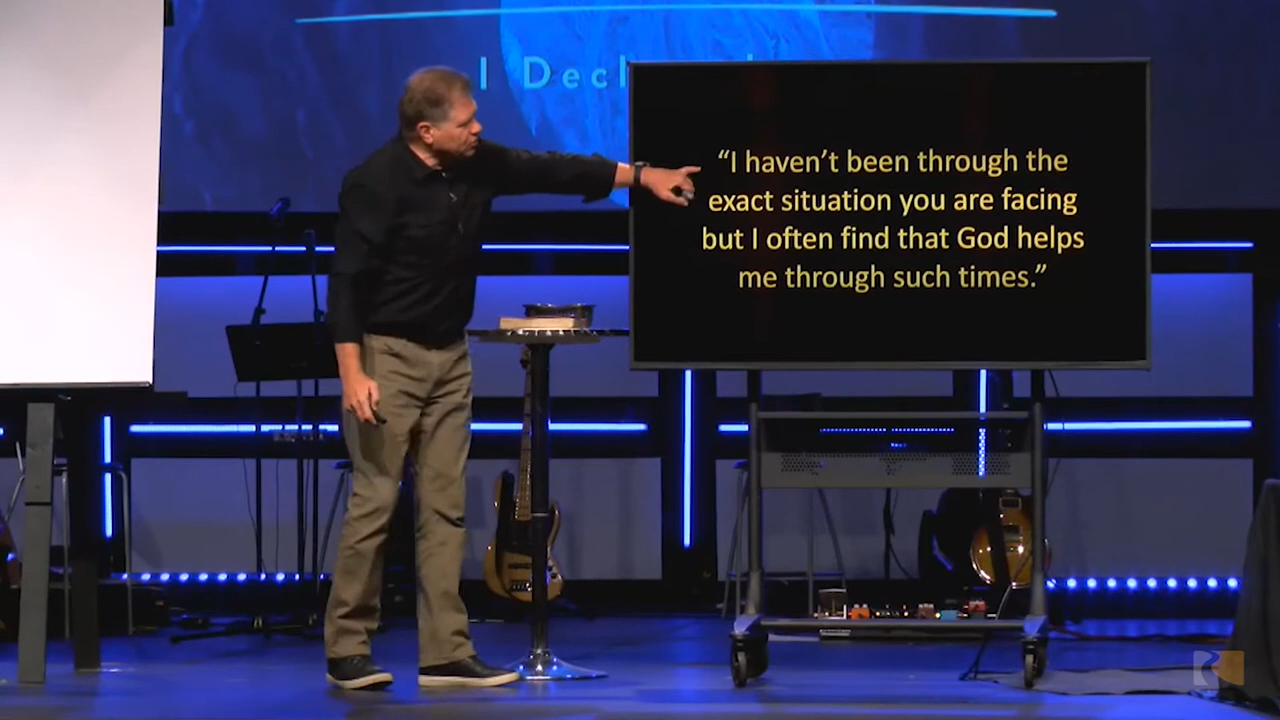 I Decl
“I haven’t been through the
exact situation you are facing
but I often find that God helps
me through such times.”